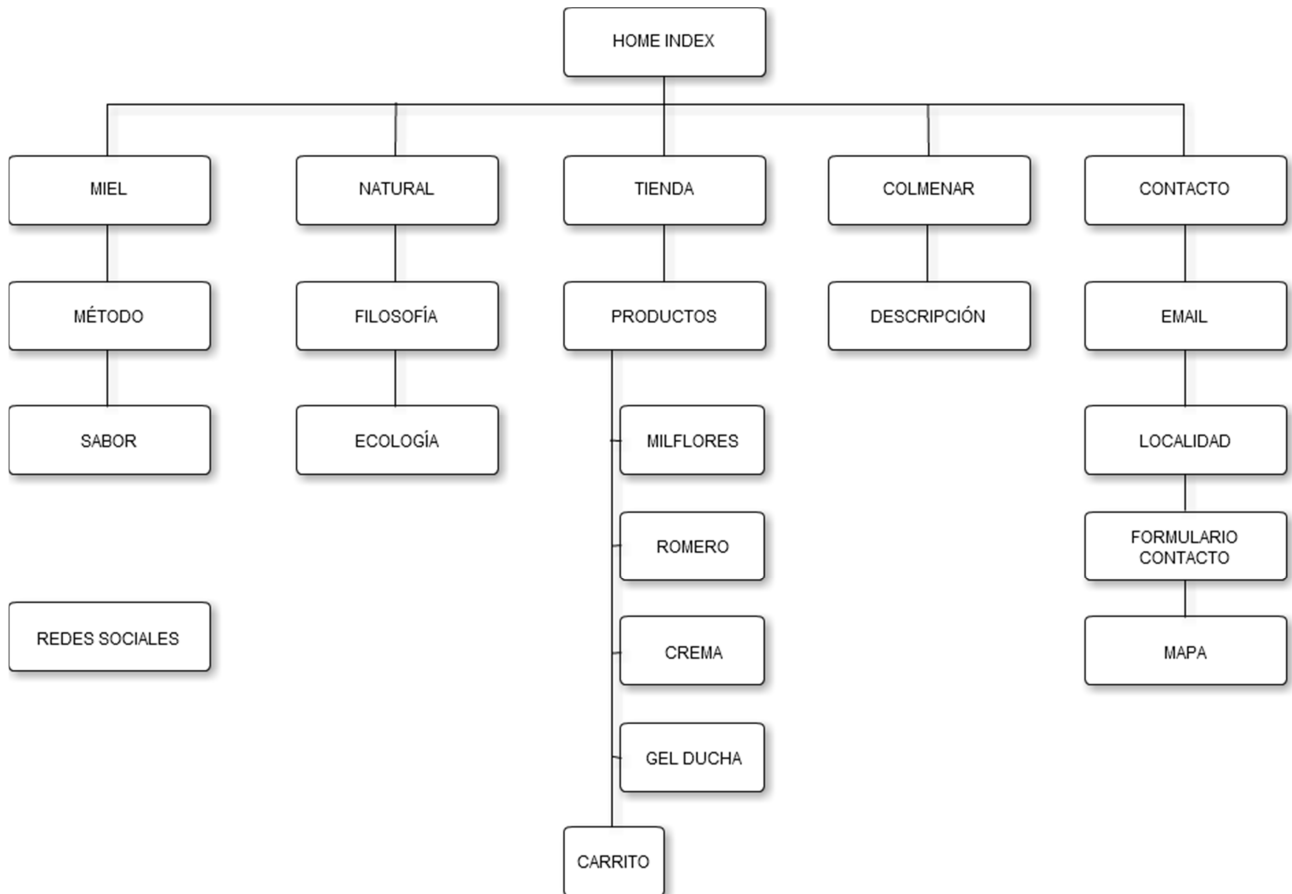 HOME INDEX
MIEL
NATURAL
TIENDA
COLMENAR
CONTACTO
MÉTODO
FILOSOFÍA
PRODUCTOS
DESCRIPCIÓN
EMAIL
SABOR
ECOLOGÍA
MILFLORES
LOCALIDAD
ROMERO
FORMULARIO
CONTACTO
REDES SOCIALES
CREMA
MAPA
GEL DUCHA
CARRITO